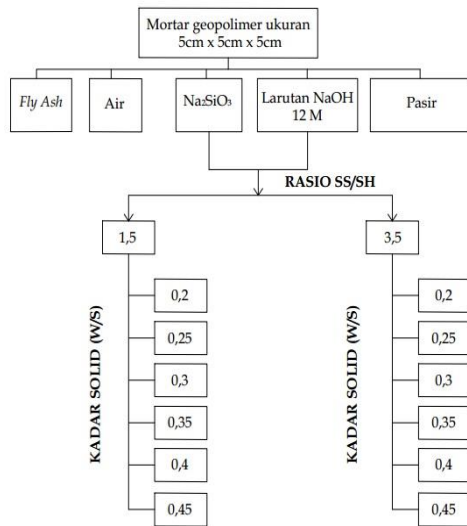 Mortar geopolimer ukuran
5cm x 5cm x 5cm
Fly Ash
Air
Na₂SiO₃
Larutan NaOH
12 M
Pasir
RASIO SS/SH
1,5
3,5
KADAR SOLID (W/S)
0,2
0,25
0,3
0,35
0,4
0,45
KADAR SOLID (W/S)
0,2
0,25
0,3
0,35
0,4
0,45